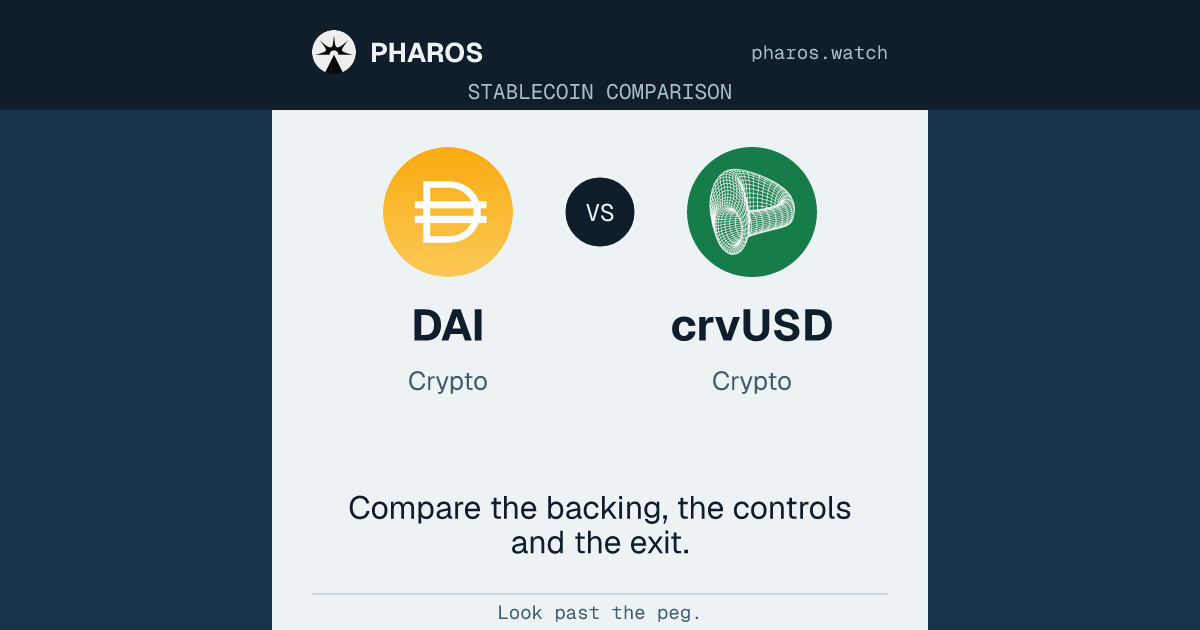 PHAROS
pharos.watch
STABLECOIN COMPARISON
VS
DAI
crvUSD
Crypto
Crypto
Compare the backing, the controls
and the exit.
Look past the peg.